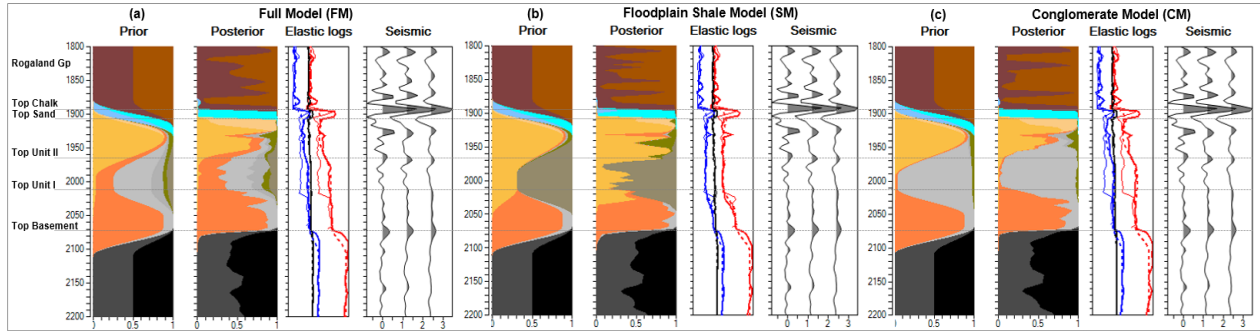 (a) Full Model (FM) (b) Floodplain Shale Model (SM) (c) Conglomerate Model (CM)
Prior Posterior Elastic logs Seismic Prior Posterior Elastic logs Seismic Prior Posterior Elastic logs Seismic
1800 1800 1800
Rogaland Gp
1850 1850 1850
Top Chalk
1900 1900 1900
Top Sand
1950 1950 1950
Top Unit II
2000 2000 2000
Top Unit I
2050 2050 2050
Top Basement
2100 2100 2100
2150 2150 2150
2200 2200 2200
0 0.5 1 0 0.5 1 0 1 2 3 0 0.5 1 0 0.5 1 0 1 2 3 0 0.5 1 0 0.5 1 0 1 2 3